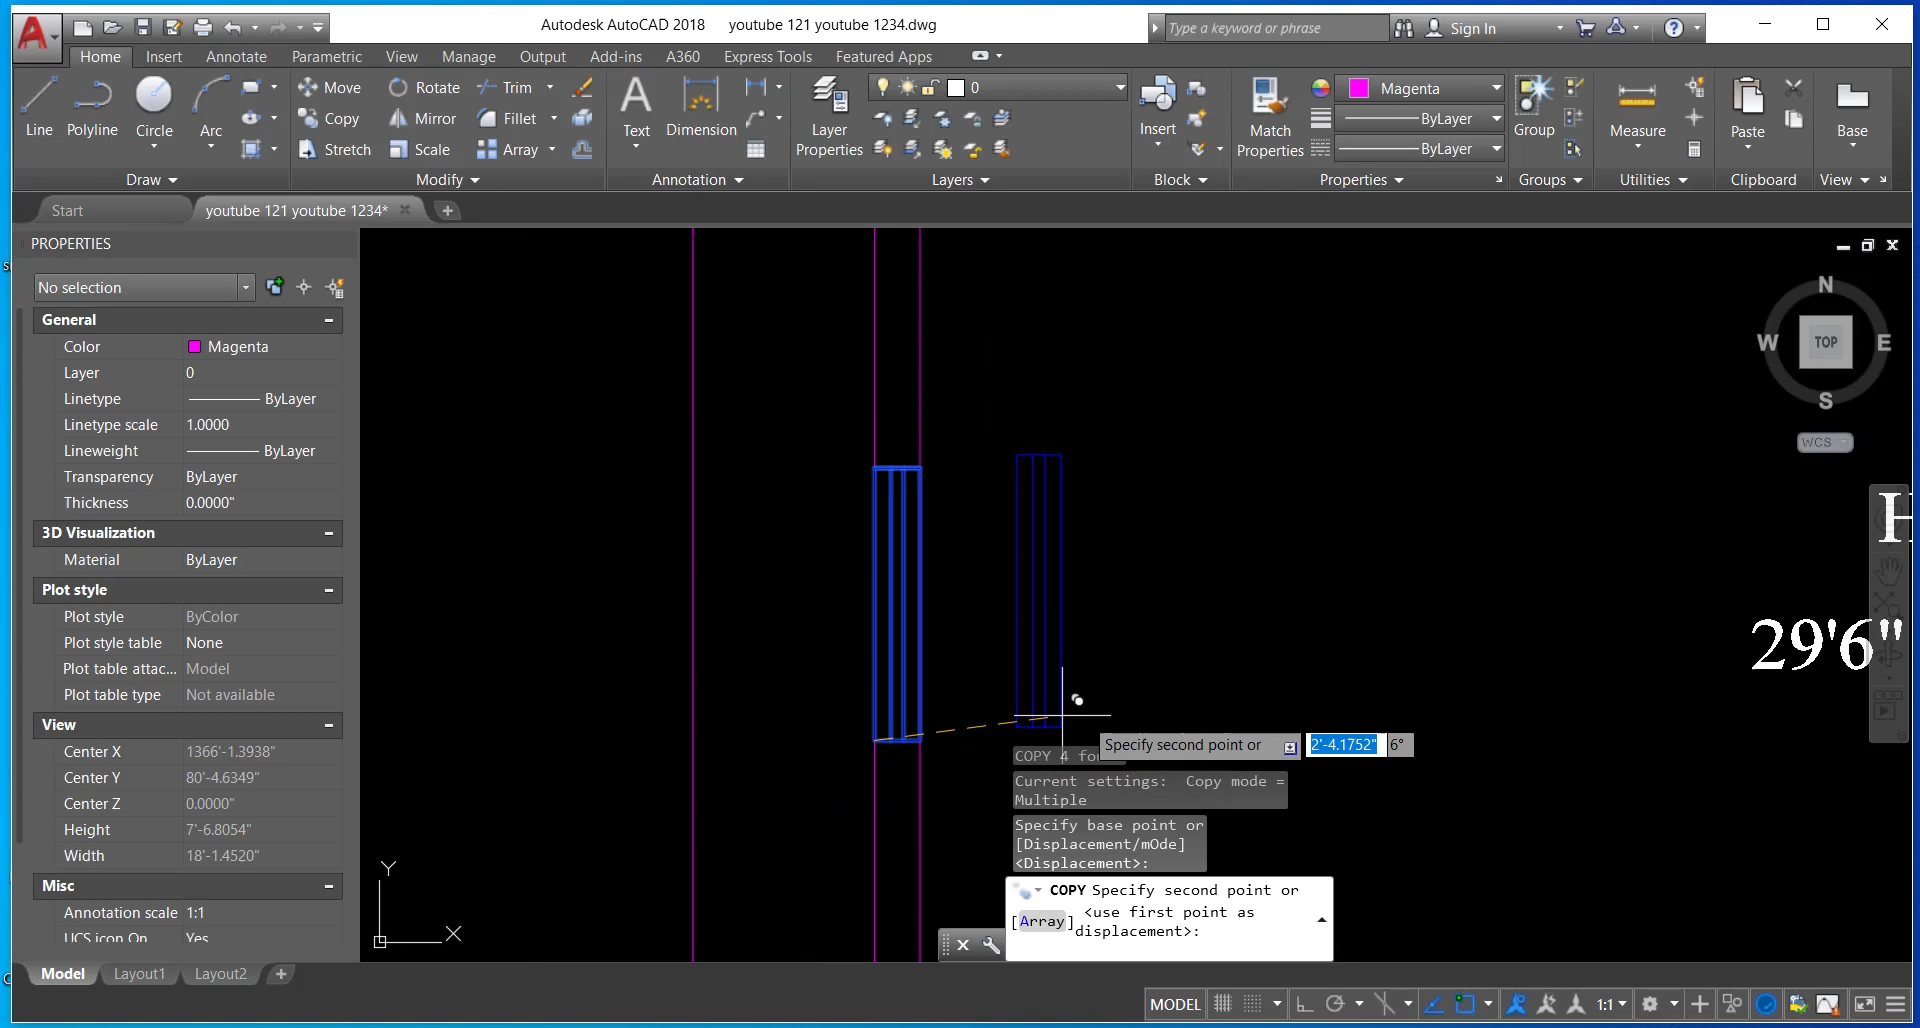 Autodesk AutoCAD 2018 youtube 121 youtube 1234.dwg
Type a keyword or phrase
Sign In
Home Insert Annotate Parametric View Manage Output Add-ins A360 Express Tools Featured Apps
Line Polyline Circle Arc
Draw
Move Rotate Trim
Copy Mirror Fillet
Stretch Scale Array
Modify
Text Dimension
Annotation
Layer Properties
0
Layers
Insert
Block
Match Properties
Magenta
ByLayer
ByLayer
Properties
Group
Groups
Measure
Utilities
Paste
Clipboard
Base
View
Start youtube 121 youtube 1234*
PROPERTIES
No selection
General
Color Magenta
Layer 0
Linetype ByLayer
Linetype scale 1.0000
Lineweight ByLayer
Transparency ByLayer
Thickness 0.0000"
3D Visualization
Material ByLayer
Plot style
Plot style ByColor
Plot style table None
Plot table attac... Model
Plot table type Not available
View
Center X 1366'-1.3938"
Center Y 80'-4.6349"
Center Z 0.0000"
Height 7'-6.8054"
Width 18'-1.4520"
Misc
Annotation scale 1:1
UCS icon On Yes
N
W TOP E
S
WCS
H
29'6"
Specify second point or 2'-4.1752" 6°
COPY 4 fo
Current settings: Copy mode =
Multiple
Specify base point or
[Displacement/mOde]
<Displacement>:
COPY Specify second point or
[Array] <use first point as
displacement>:
Y
X
Model Layout1 Layout2
MODEL 1:1